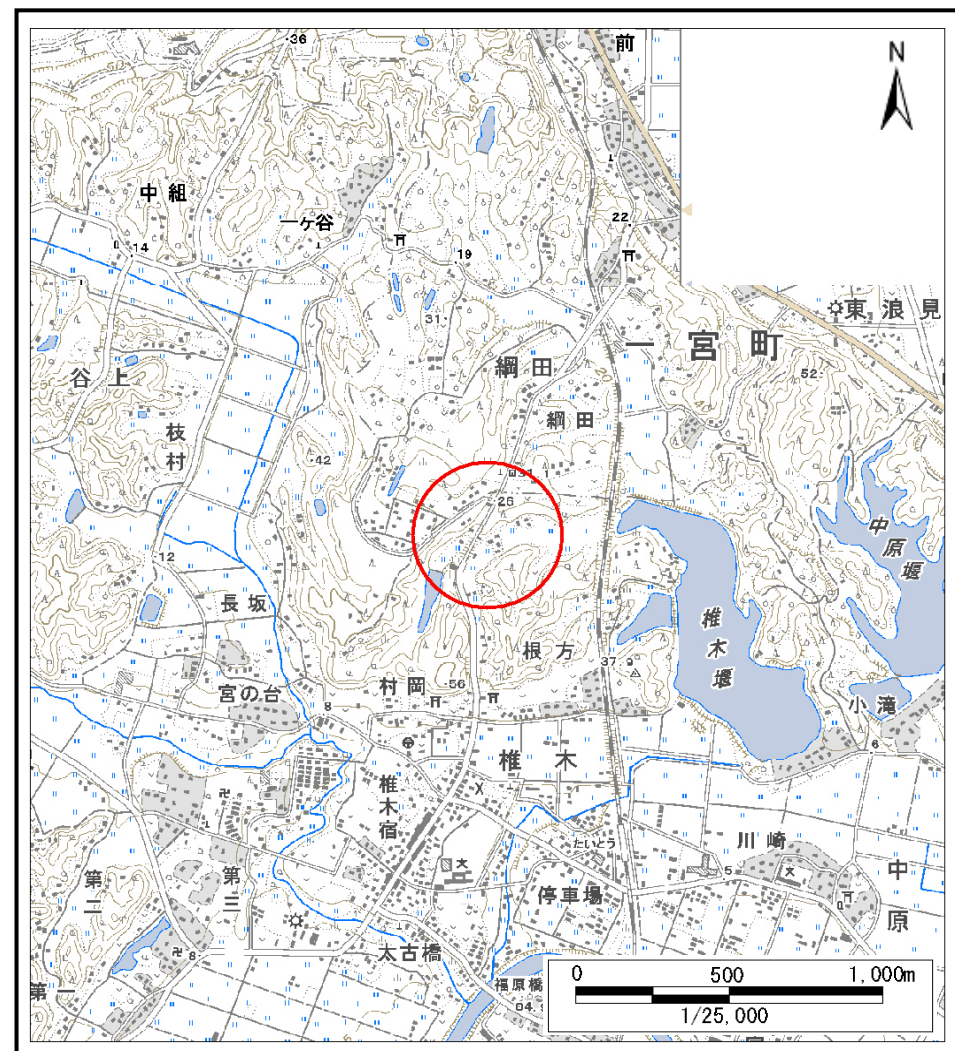 36
前
N
中組
一ヶ谷
22
14
19
31
東浪見
一宮町
52
綱田
谷上
綱田
枝村
42
26
中原堰
12
長坂
椎木堰
根方
37
村岡
56
宮の台
8
小滝
6
椎木
椎木宿
たいとう
川崎
5
中原
第二
第三
停車場
太古橋
8
福原橋
第一
0 500 1,000m
1/25,000